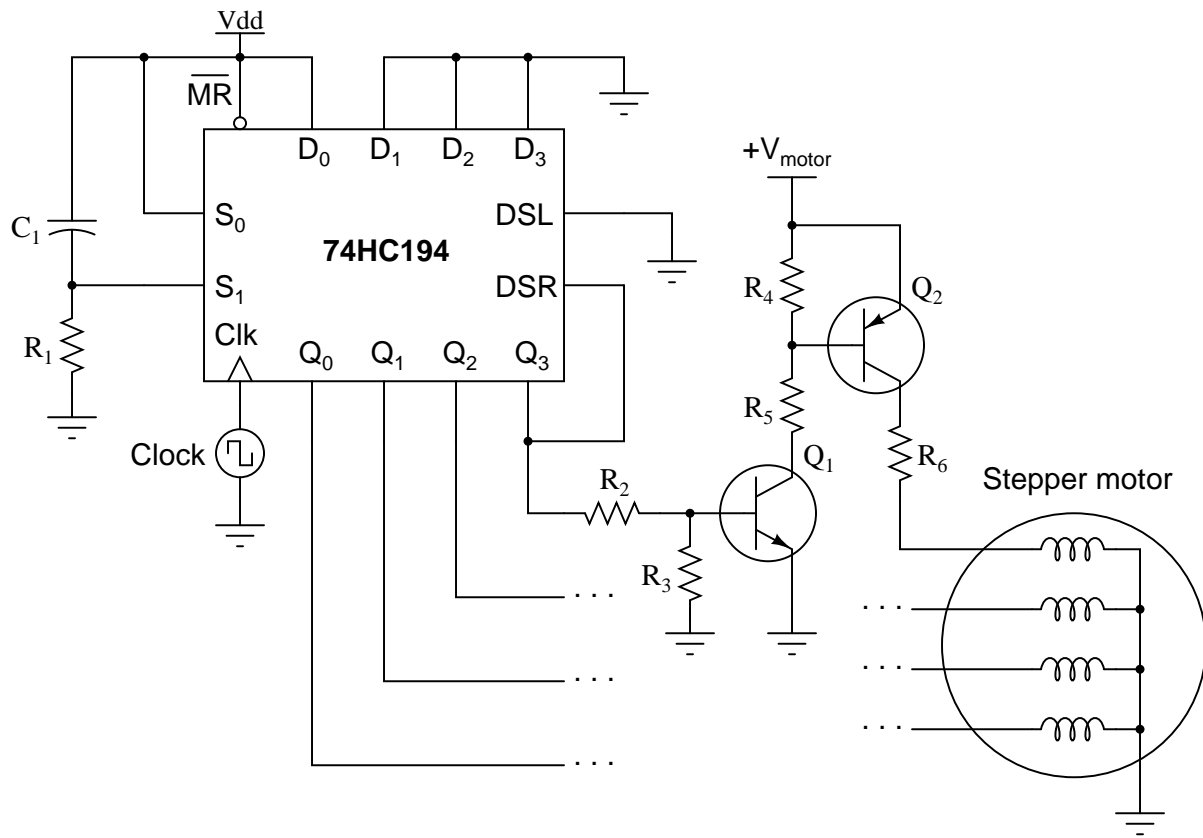 Vdd
MR
D0 D1 D2 D3
+Vmotor
S0
DSL
C1
74HC194
S1
DSR
R4
Q2
Clk
R1
Q0 Q1 Q2 Q3
R5
Clock
Q1
R6
R2
Stepper motor
R3
. . .
. . .
. . .
. . .
. . .
. . .